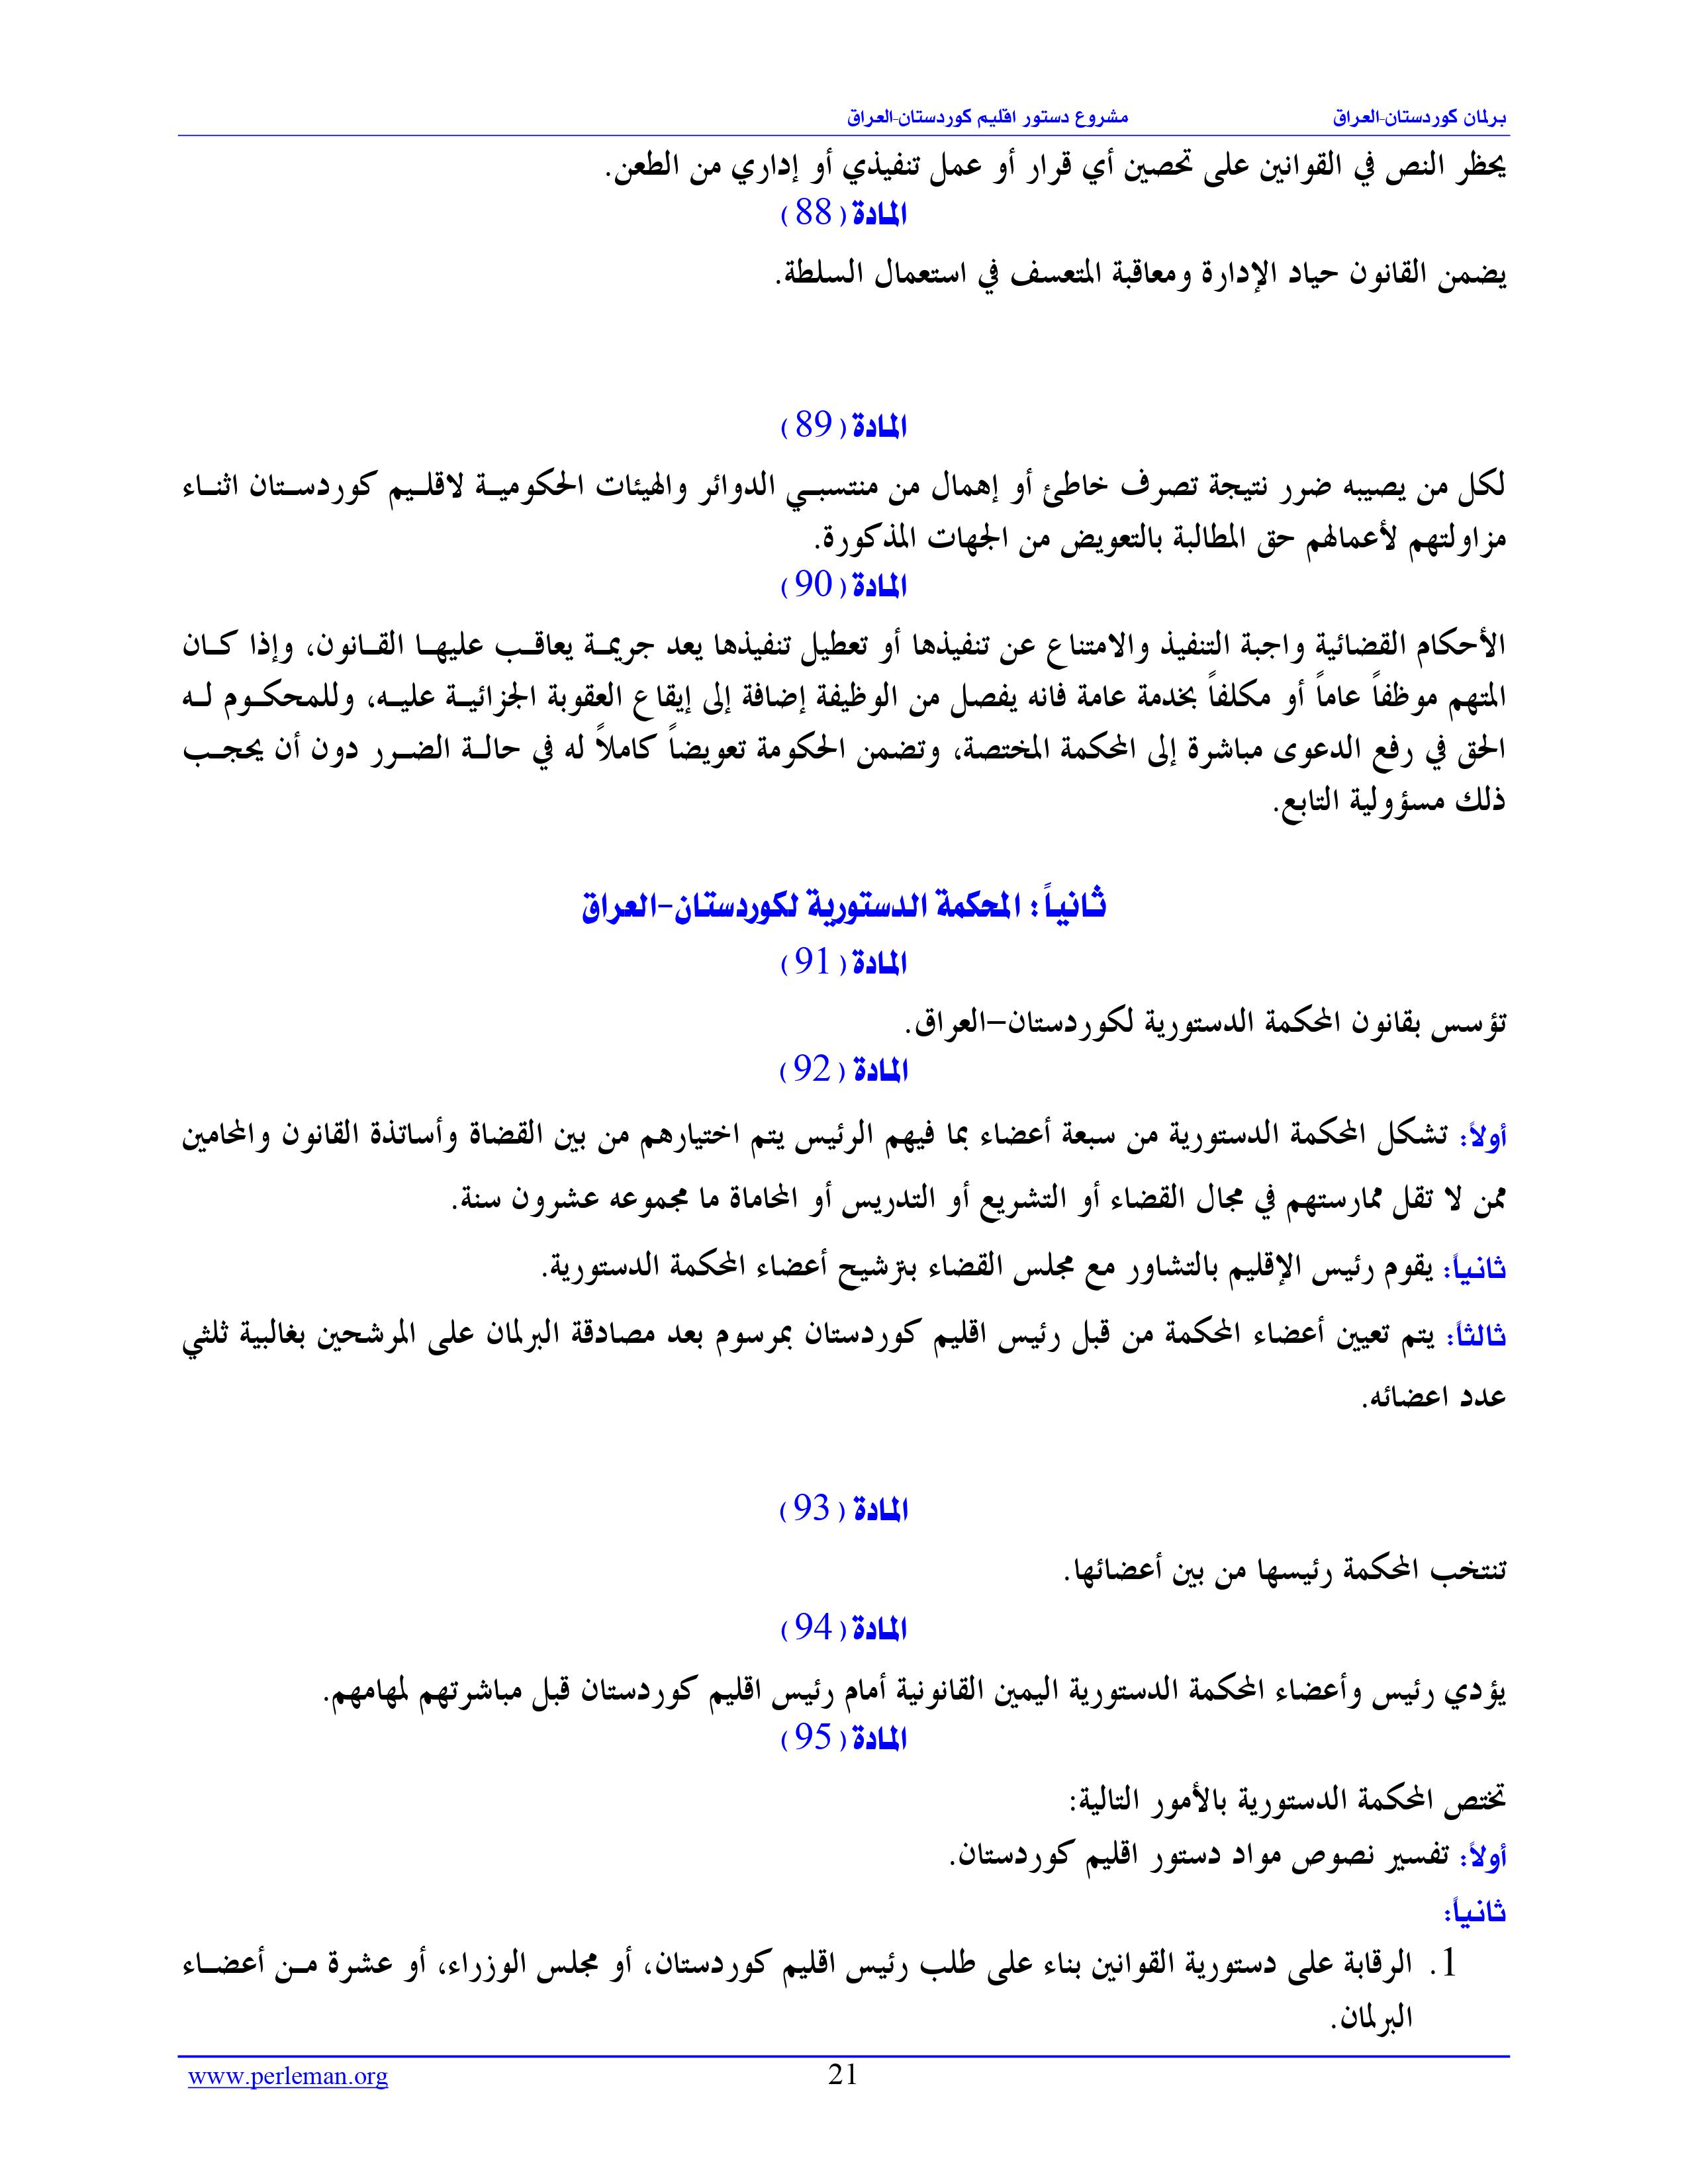 برلمان كوردستان-العراق مشروع دستور اقليم كوردستان-العراق
يحظر النص في القوانين على تحصين أي قرار أو عمل تنفيذي أو إداري من الطعن.
المادة (88)
يضمن القانون حياد الإدارة ومعاقبة المتعسف في استعمال السلطة.
المادة (89)
لكل من يصيبه ضرر نتيجة تصرف خاطئ أو إهمال من منتسبي الدوائر والهيئات الحكومية لاقليم كوردستان اثناء
مزاولتهم لأعمالهم حق المطالبة بالتعويض من الجهات المذكورة.
المادة (90)
الأحكام القضائية واجبة التنفيذ والامتناع عن تنفيذها أو تعطيل تنفيذها يعد جريمة يعاقب عليها القانون، وإذا كان
المتهم موظفاً عاماً أو مكلفاً بخدمة عامة فانه يفصل من الوظيفة إضافة إلى إيقاع العقوبة الجزائية عليه، وللمحكوم له
الحق في رفع الدعوى مباشرة إلى المحكمة المختصة، وتضمن الحكومة تعويضاً كاملاً له في حالة الضرر دون أن يحجب
ذلك مسؤولية التابع.
ثانياً: المحكمة الدستورية لكوردستان–العراق
المادة (91)
تؤسس بقانون المحكمة الدستورية لكوردستان–العراق.
المادة (92)
أولاً: تشكل المحكمة الدستورية من سبعة أعضاء بما فيهم الرئيس يتم اختيارهم من بين القضاة وأساتذة القانون والمحامين
ممن لا تقل ممارستهم في مجال القضاء أو التشريع أو التدريس أو المحاماة ما مجموعه عشرون سنة.
ثانياً: يقوم رئيس الإقليم بالتشاور مع مجلس القضاء بترشيح أعضاء المحكمة الدستورية.
ثالثاً: يتم تعيين أعضاء المحكمة من قبل رئيس اقليم كوردستان بمرسوم بعد مصادقة البرلمان على المرشحين بغالبية ثلثي
عدد اعضائه.
المادة (93)
تنتخب المحكمة رئيسها من بين أعضائها.
المادة (94)
يؤدي رئيس وأعضاء المحكمة الدستورية اليمين القانونية أمام رئيس اقليم كوردستان قبل مباشرتهم لمهامهم.
المادة (95)
تختص المحكمة الدستورية بالأمور التالية:
أولاً: تفسير نصوص مواد دستور اقليم كوردستان.
ثانياً:
1. الرقابة على دستورية القوانين بناء على طلب رئيس اقليم كوردستان، أو مجلس الوزراء، أو عشرة من أعضاء
البرلمان.
www.perleman.org 21